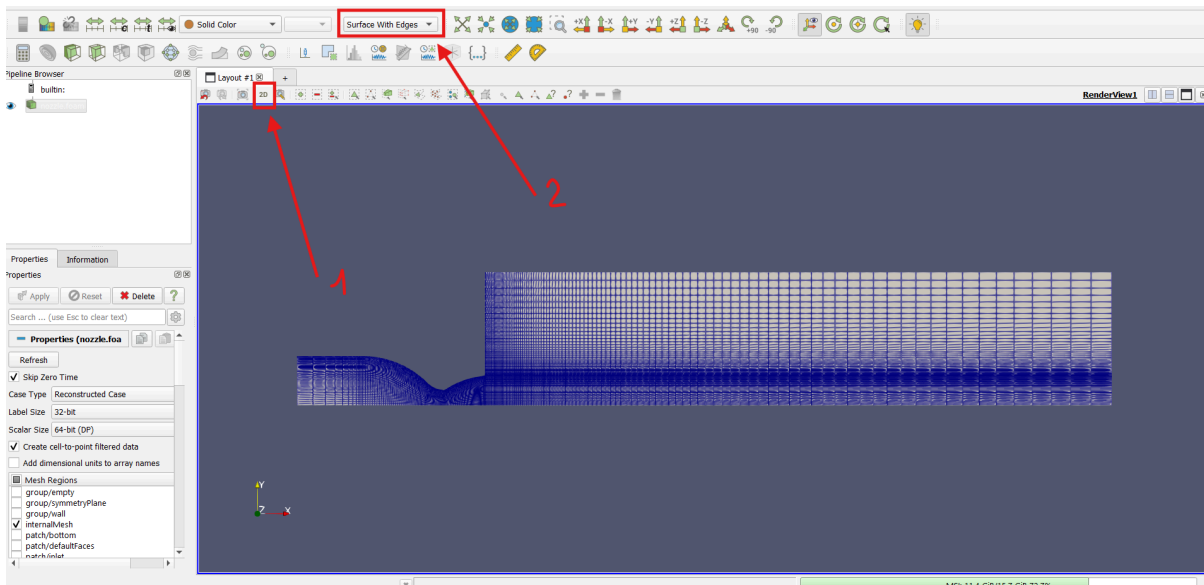 Solid Color
Surface With Edges
+X
-X
+Y
-Y
+Z
-Z
+90
-90
{...}
Pipeline Browser
Layout #1
+
builtin:
2D
RenderView1
2
1
Properties
Information
Properties
Apply
Reset
Delete
?
Search ... (use Esc to clear text)
Properties (nozzle.foa
Refresh
Skip Zero Time
Case Type Reconstructed Case
Label Size 32-bit
Scalar Size 64-bit (DP)
Create cell-to-point filtered data
Add dimensional units to array names
Mesh Regions
group/empty
group/symmetryPlane
group/wall
internalMesh
patch/bottom
patch/defaultFaces
patch/inlet
Y
Z
X